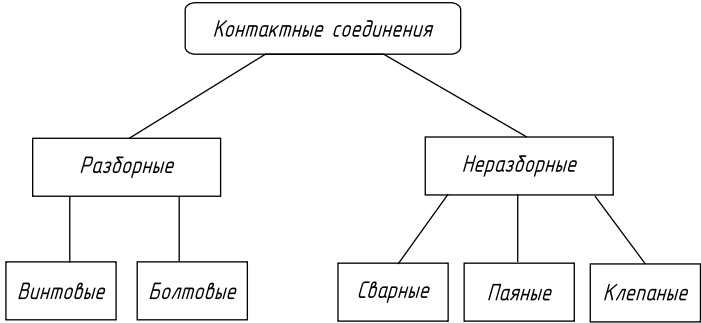 Контактные соединения
Разборные
Неразборные
Винтовые
Болтовые
Сварные
Паяные
Клепаные